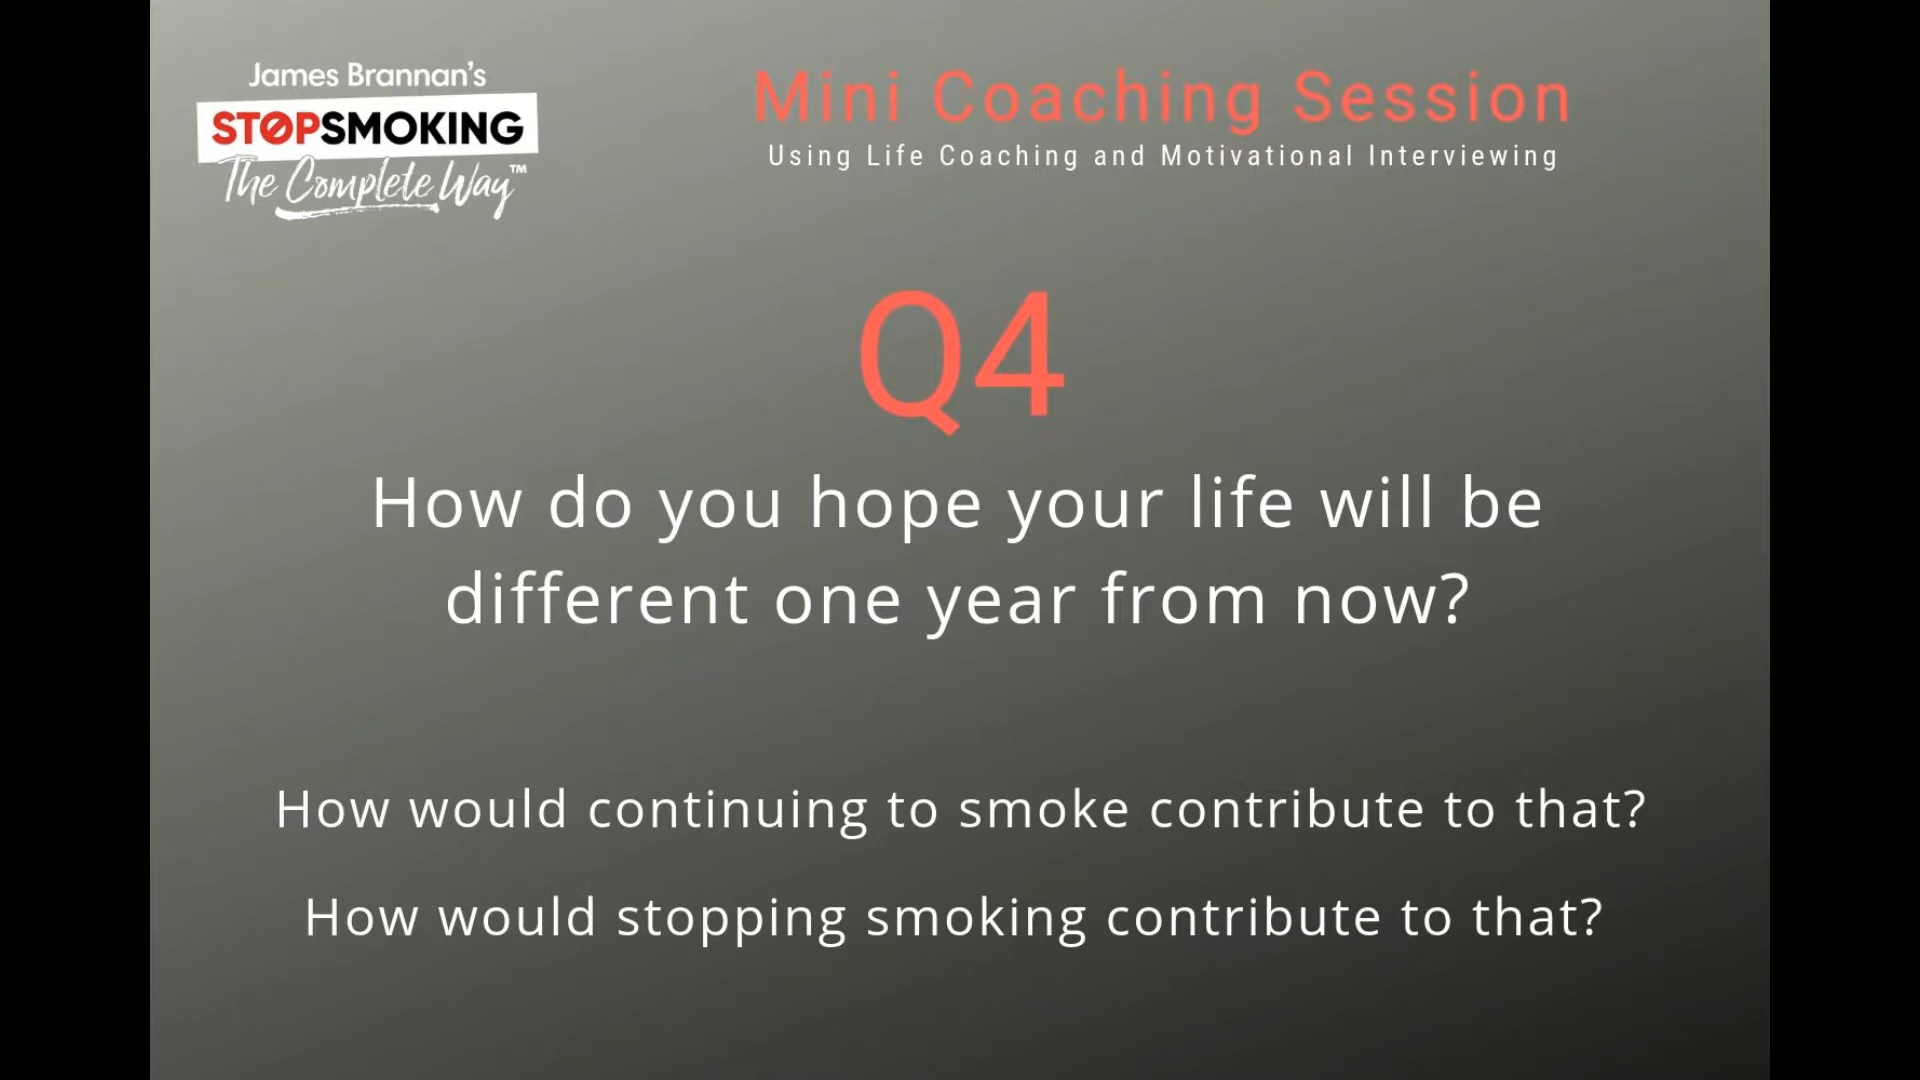 James Brannan's
STOPSMOKING
The Complete Way™
Mini Coaching Session
Using Life Coaching and Motivational Interviewing
Q4
How do you hope your life will be
different one year from now?
How would continuing to smoke contribute to that?
How would stopping smoking contribute to that?